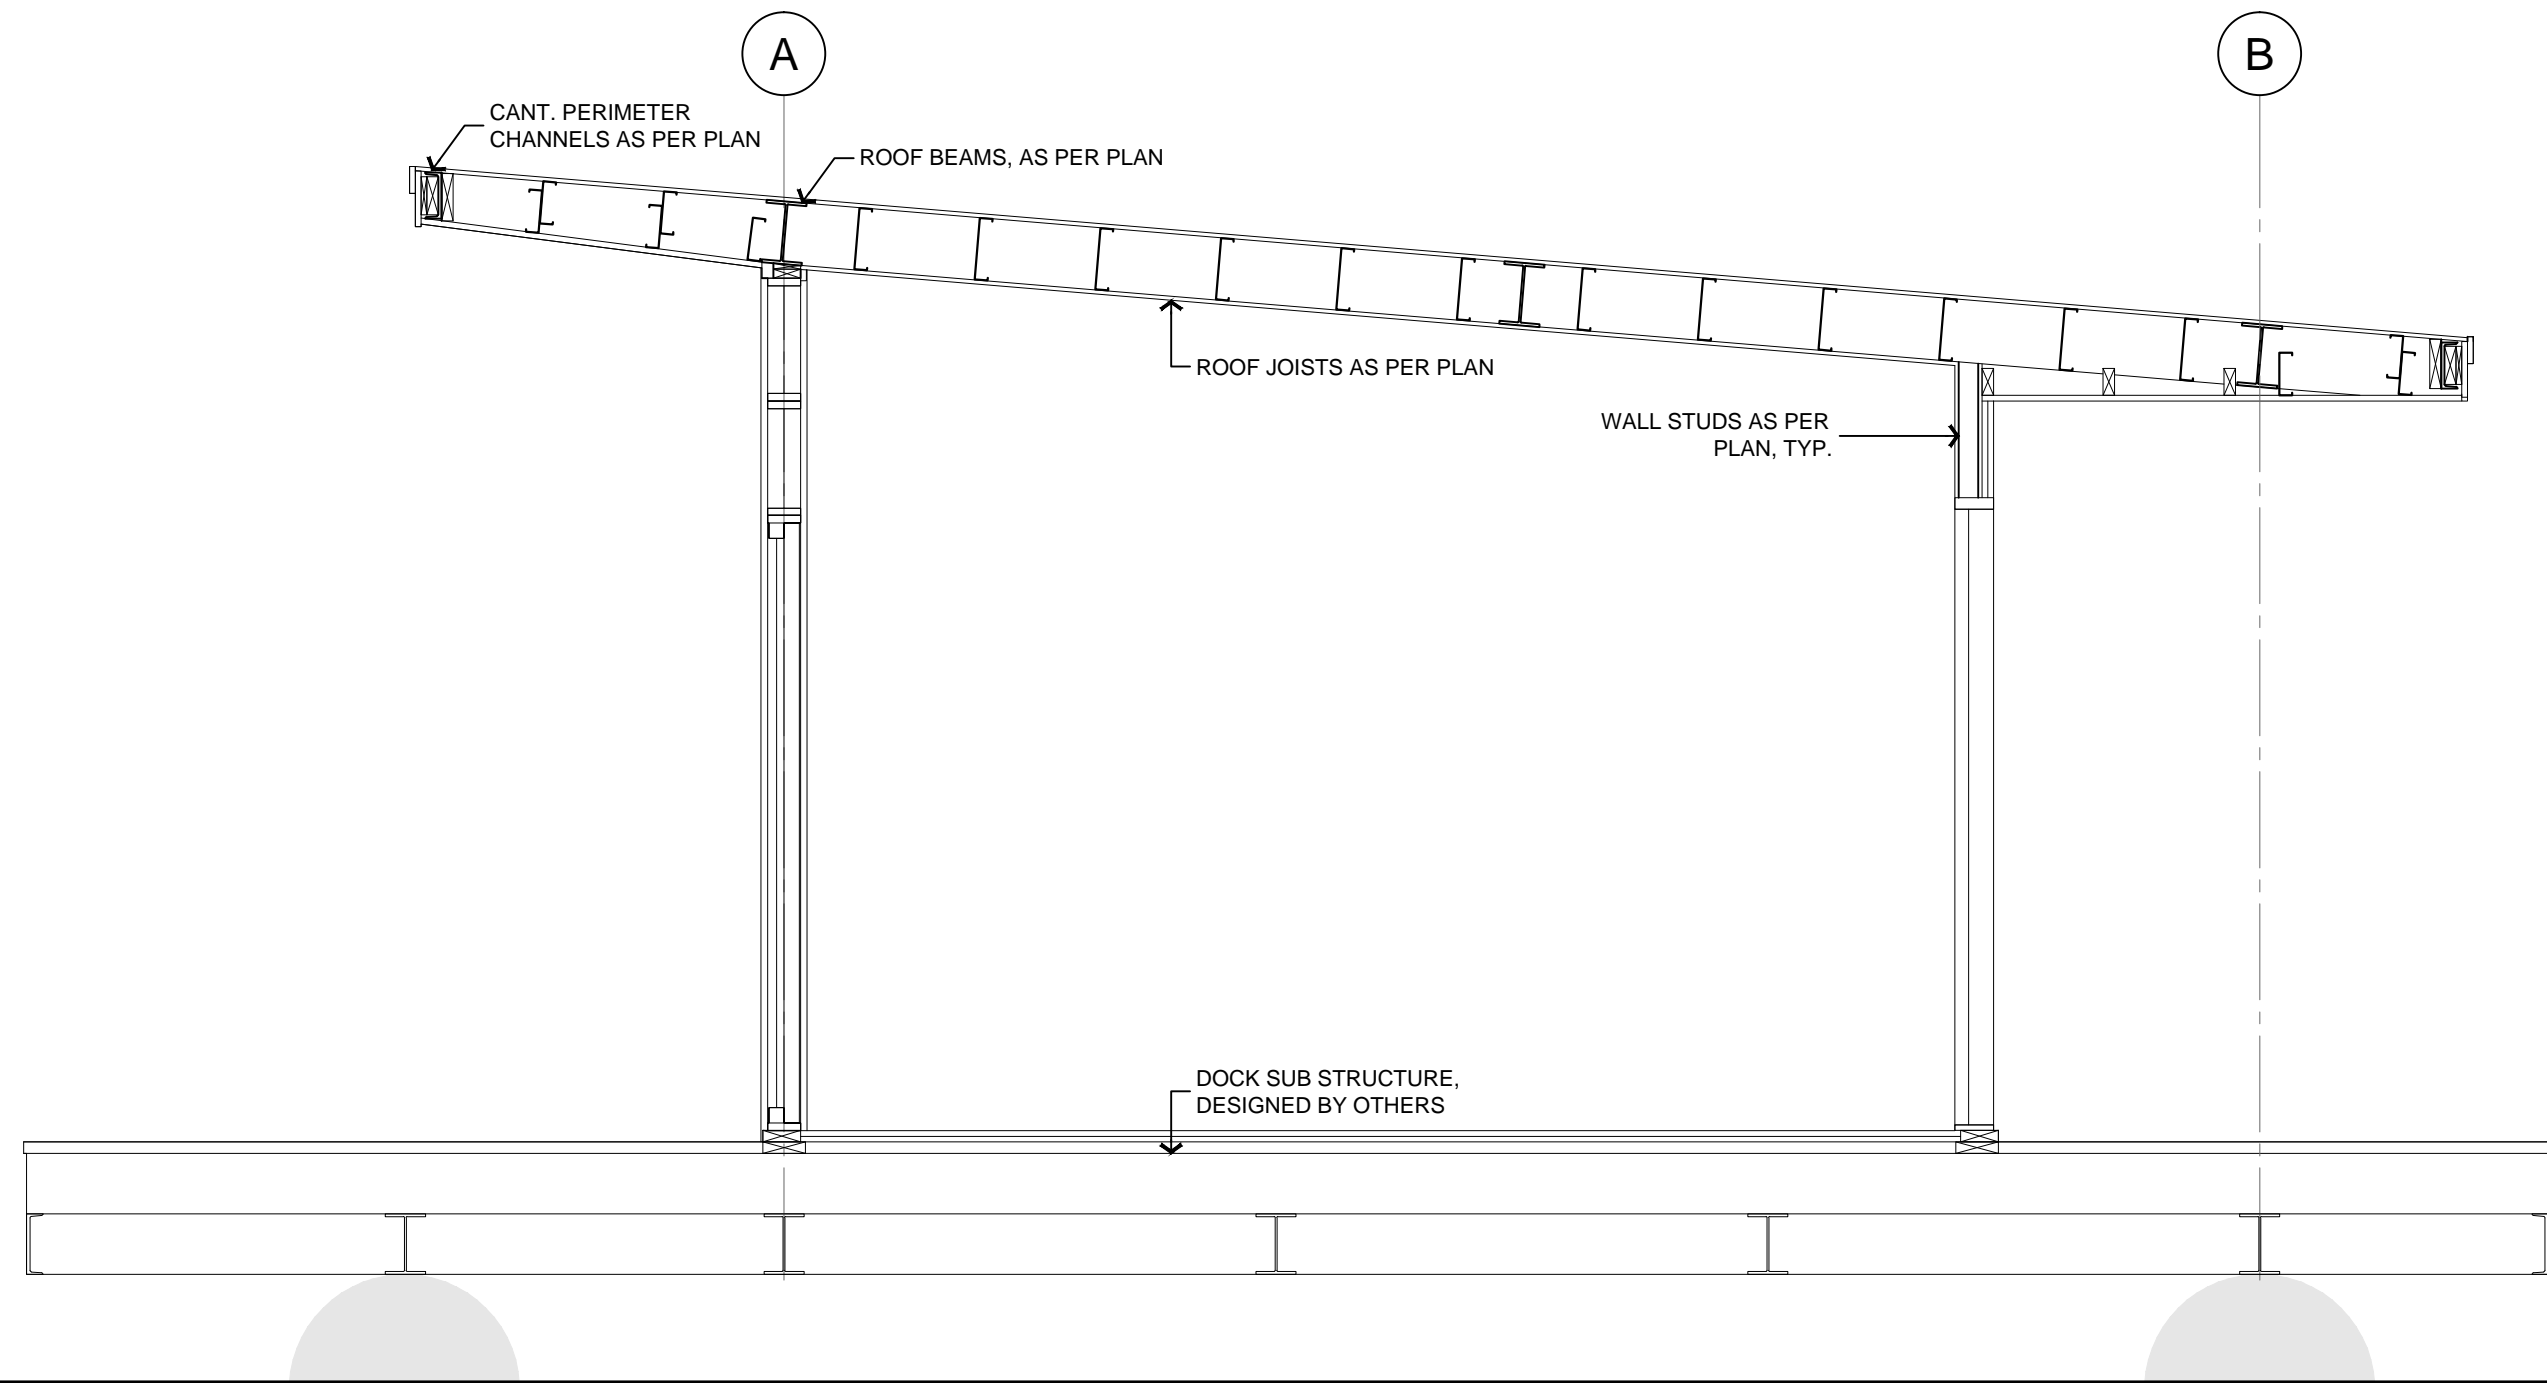 A
B
CANT. PERIMETER
CHANNELS AS PER PLAN
ROOF BEAMS, AS PER PLAN
ROOF JOISTS AS PER PLAN
WALL STUDS AS PER
PLAN, TYP.
DOCK SUB STRUCTURE,
DESIGNED BY OTHERS